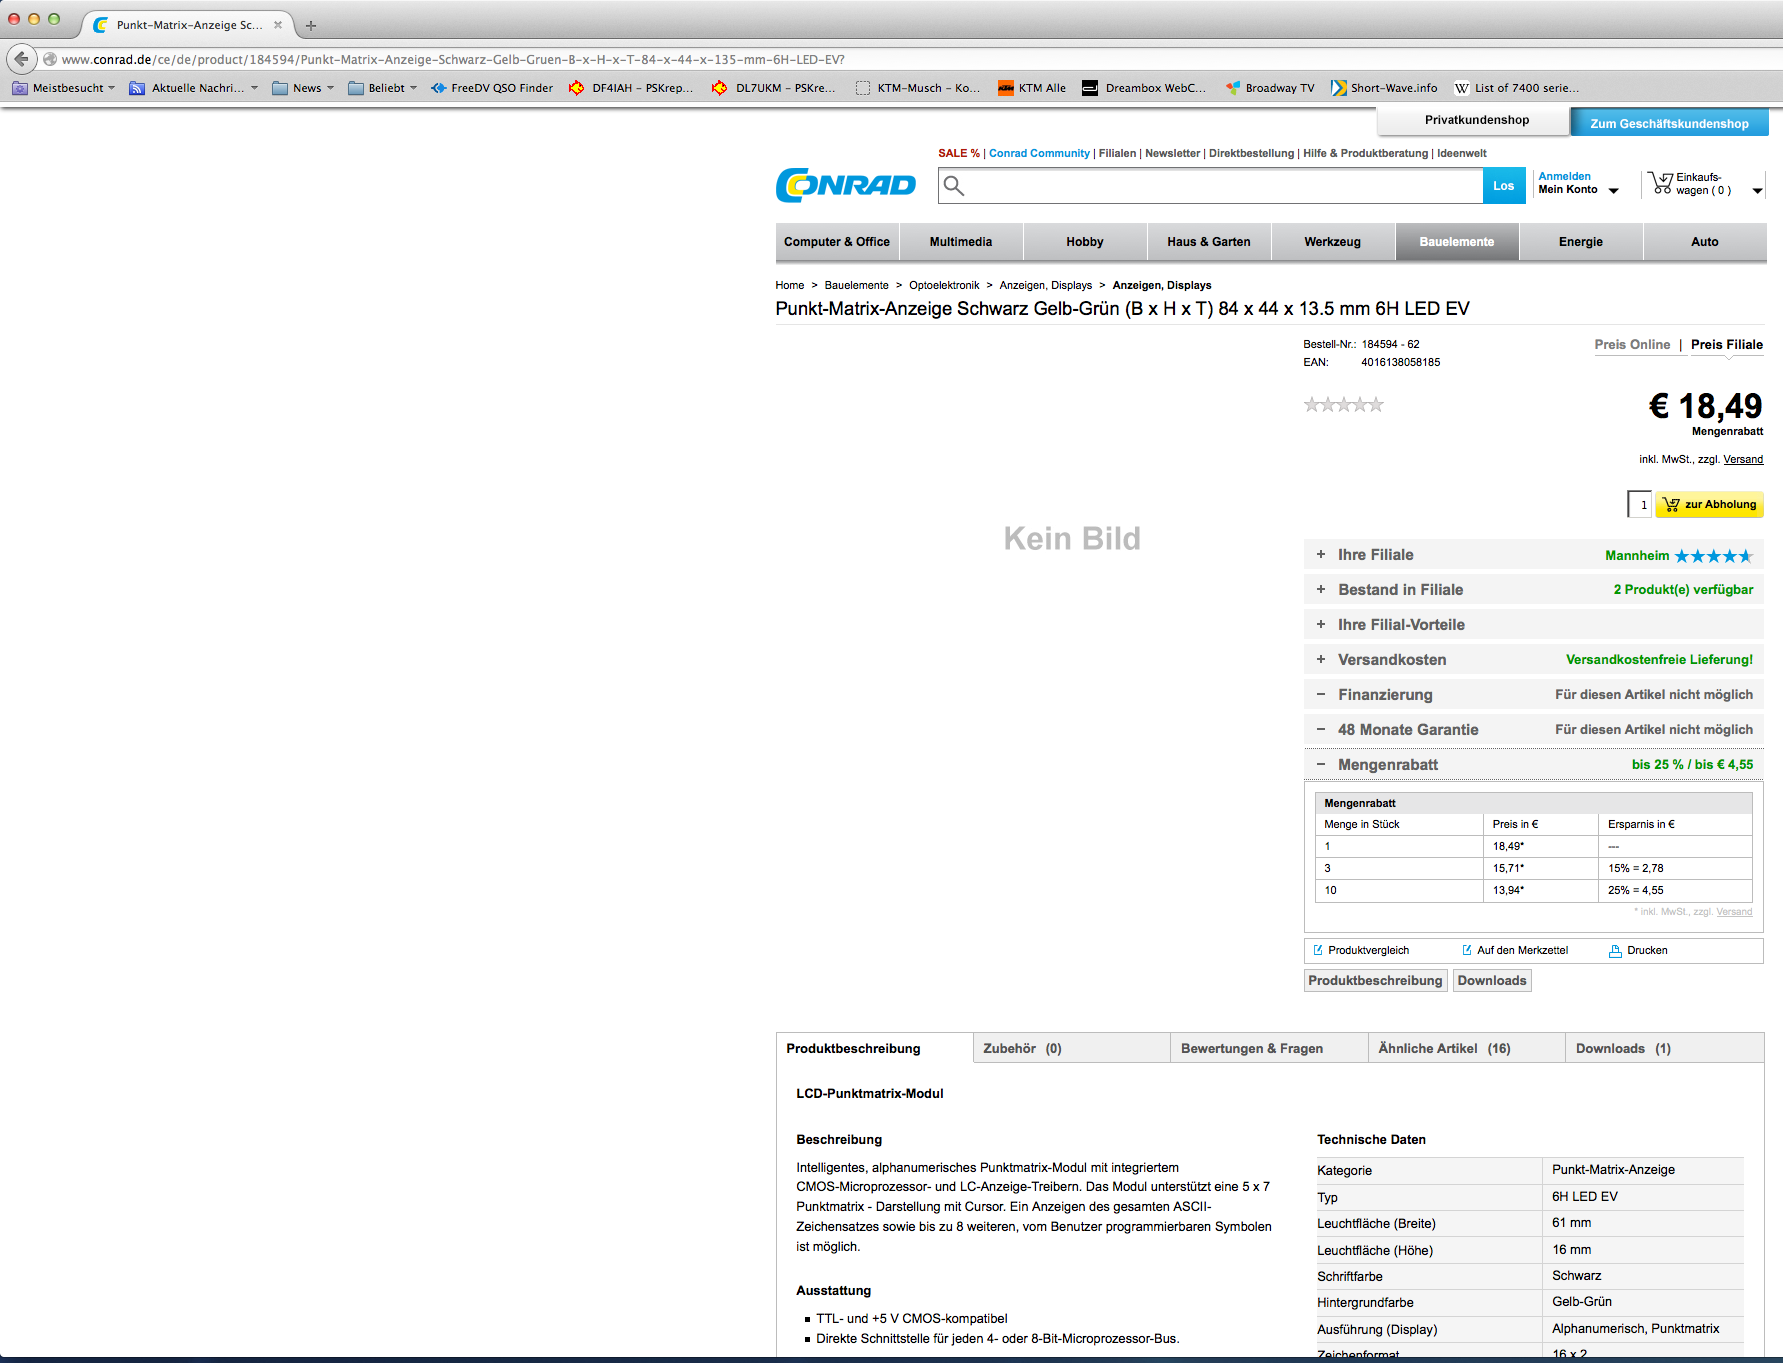 Punkt-Matrix-Anzeige Sc...
www.conrad.de/ce/de/product/184594/Punkt-Matrix-Anzeige-Schwarz-Gelb-Gruen-B-x-H-x-T-84-x-44-x-135-mm-6H-LED-EV?
Meistbesucht Aktuelle Nachri... News Beliebt FreeDV QSO Finder DF4IAH – PSKrep... DL7UKM – PSKre... KTM-Musch – Ko... KTM Alle Dreambox WebC... Broadway TV Short-Wave.info W List of 7400 serie...
Privatkundenshop Zum Geschäftskundenshop
SALE % | Conrad Community | Filialen | Newsletter | Direktbestellung | Hilfe & Produktberatung | Ideenwelt
CONRAD
Los
Anmelden
Mein Konto
Einkaufs-
wagen ( 0 )
Computer & Office Multimedia Hobby Haus & Garten Werkzeug Bauelemente Energie Auto
Home > Bauelemente > Optoelektronik > Anzeigen, Displays > Anzeigen, Displays
Punkt-Matrix-Anzeige Schwarz Gelb-Grün (B x H x T) 84 x 44 x 13.5 mm 6H LED EV
Bestell-Nr.: 184594 - 62
EAN: 4016138058185
Preis Online | Preis Filiale
€ 18,49
Mengenrabatt
inkl. MwSt., zzgl. Versand
1 zur Abholung
Kein Bild
+ Ihre Filiale Mannheim
+ Bestand in Filiale 2 Produkt(e) verfügbar
+ Ihre Filial-Vorteile
+ Versandkosten Versandkostenfreie Lieferung!
– Finanzierung Für diesen Artikel nicht möglich
– 48 Monate Garantie Für diesen Artikel nicht möglich
– Mengenrabatt bis 25 % / bis € 4,55
Mengenrabatt
Menge in Stück Preis in € Ersparnis in €
1 18,49* ---
3 15,71* 15% = 2,78
10 13,94* 25% = 4,55
* inkl. MwSt., zzgl. Versand
Produktvergleich Auf den Merkzettel Drucken
Produktbeschreibung Downloads
Produktbeschreibung Zubehör (0) Bewertungen & Fragen Ähnliche Artikel (16) Downloads (1)
LCD-Punktmatrix-Modul
Beschreibung
Intelligentes, alphanumerisches Punktmatrix-Modul mit integriertem
CMOS-Microprozessor- und LC-Anzeige-Treibern. Das Modul unterstützt eine 5 x 7
Punktmatrix - Darstellung mit Cursor. Ein Anzeigen des gesamten ASCII-
Zeichensatzes sowie bis zu 8 weiteren, vom Benutzer programmierbaren Symbolen
ist möglich.
Ausstattung
TTL- und +5 V CMOS-kompatibel
Direkte Schnittstelle für jeden 4- oder 8-Bit-Microprozessor-Bus.
Technische Daten
Kategorie Punkt-Matrix-Anzeige
Typ 6H LED EV
Leuchtfläche (Breite) 61 mm
Leuchtfläche (Höhe) 16 mm
Schriftfarbe Schwarz
Hintergrundfarbe Gelb-Grün
Ausführung (Display) Alphanumerisch, Punktmatrix
Zeichenformat 16 x 2